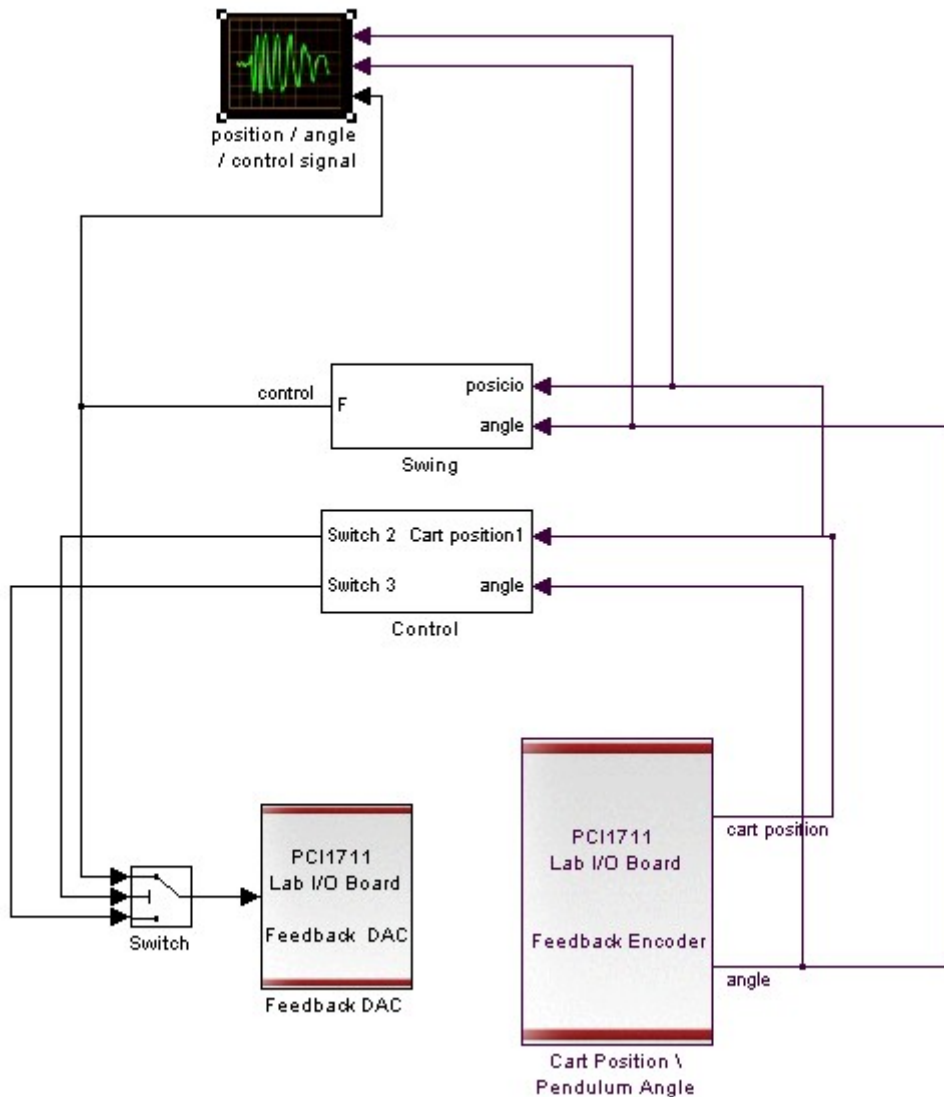 position / angle
/ control signal
control
F
posicio
angle
Swing
Switch 2
Cart position1
Switch 3
angle
Control
PCI1711
Lab I/O Board
Feedback DAC
Feedback DAC
Switch
PCI1711
Lab I/O Board
Feedback Encoder
cart position
angle
Cart Position \
Pendulum Angle